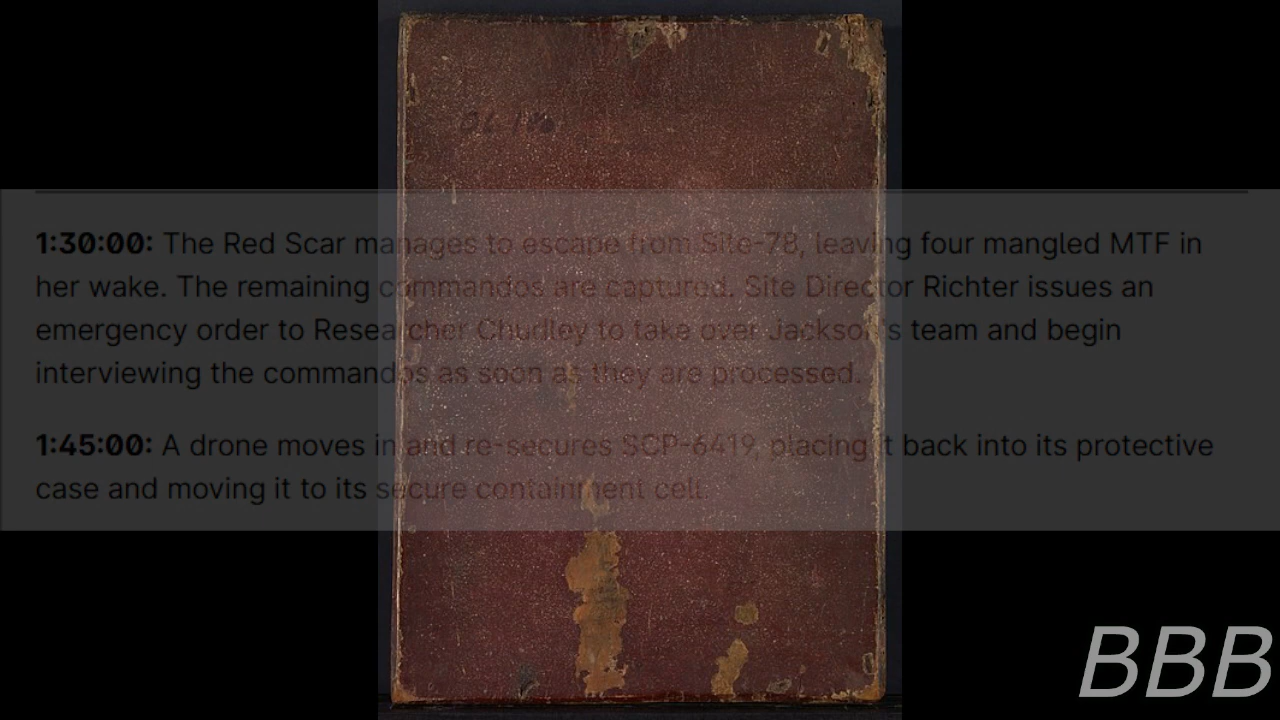 1:30:00: The Red Scar manages to escape from Site-78, leaving four mangled MTF in
her wake. The remaining commandos are captured. Site Director Richter issues an
emergency order to Researcher Chudley to take over Jackson's team and begin
interviewing the commandos as soon as they are processed.
1:45:00: A drone moves in and re-secures SCP-6419, placing it back into its protective
case and moving it to its secure containment cell.
BBB